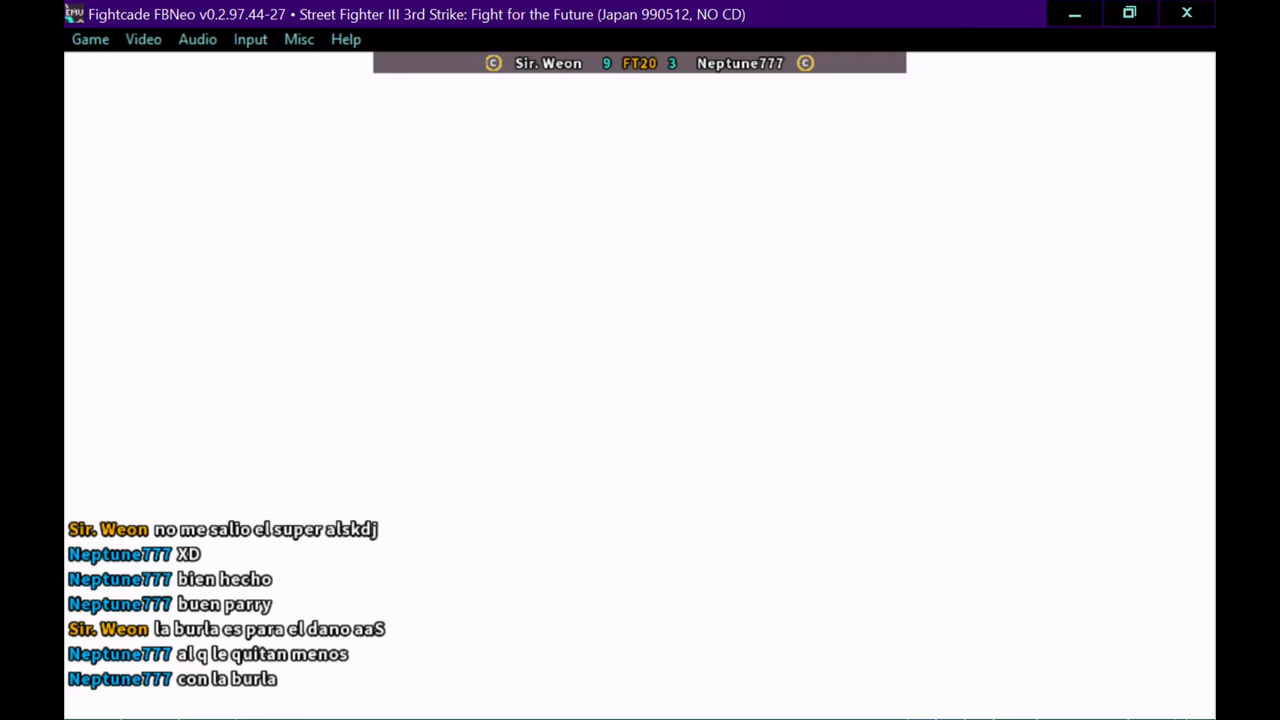 Fightcade FBNeo v0.2.97.44-27 • Street Fighter III 3rd Strike: Fight for the Future (Japan 990512, NO CD)
Game Video Audio Input Misc Help
C Sir. Weon 9 FT20 3 Neptune777 C
Sir. Weon no me salio el super alskdj
Neptune777 XD
Neptune777 bien hecho
Neptune777 buen parry
Sir. Weon la burla es para el dano aaS
Neptune777 al q le quitan menos
Neptune777 con la burla